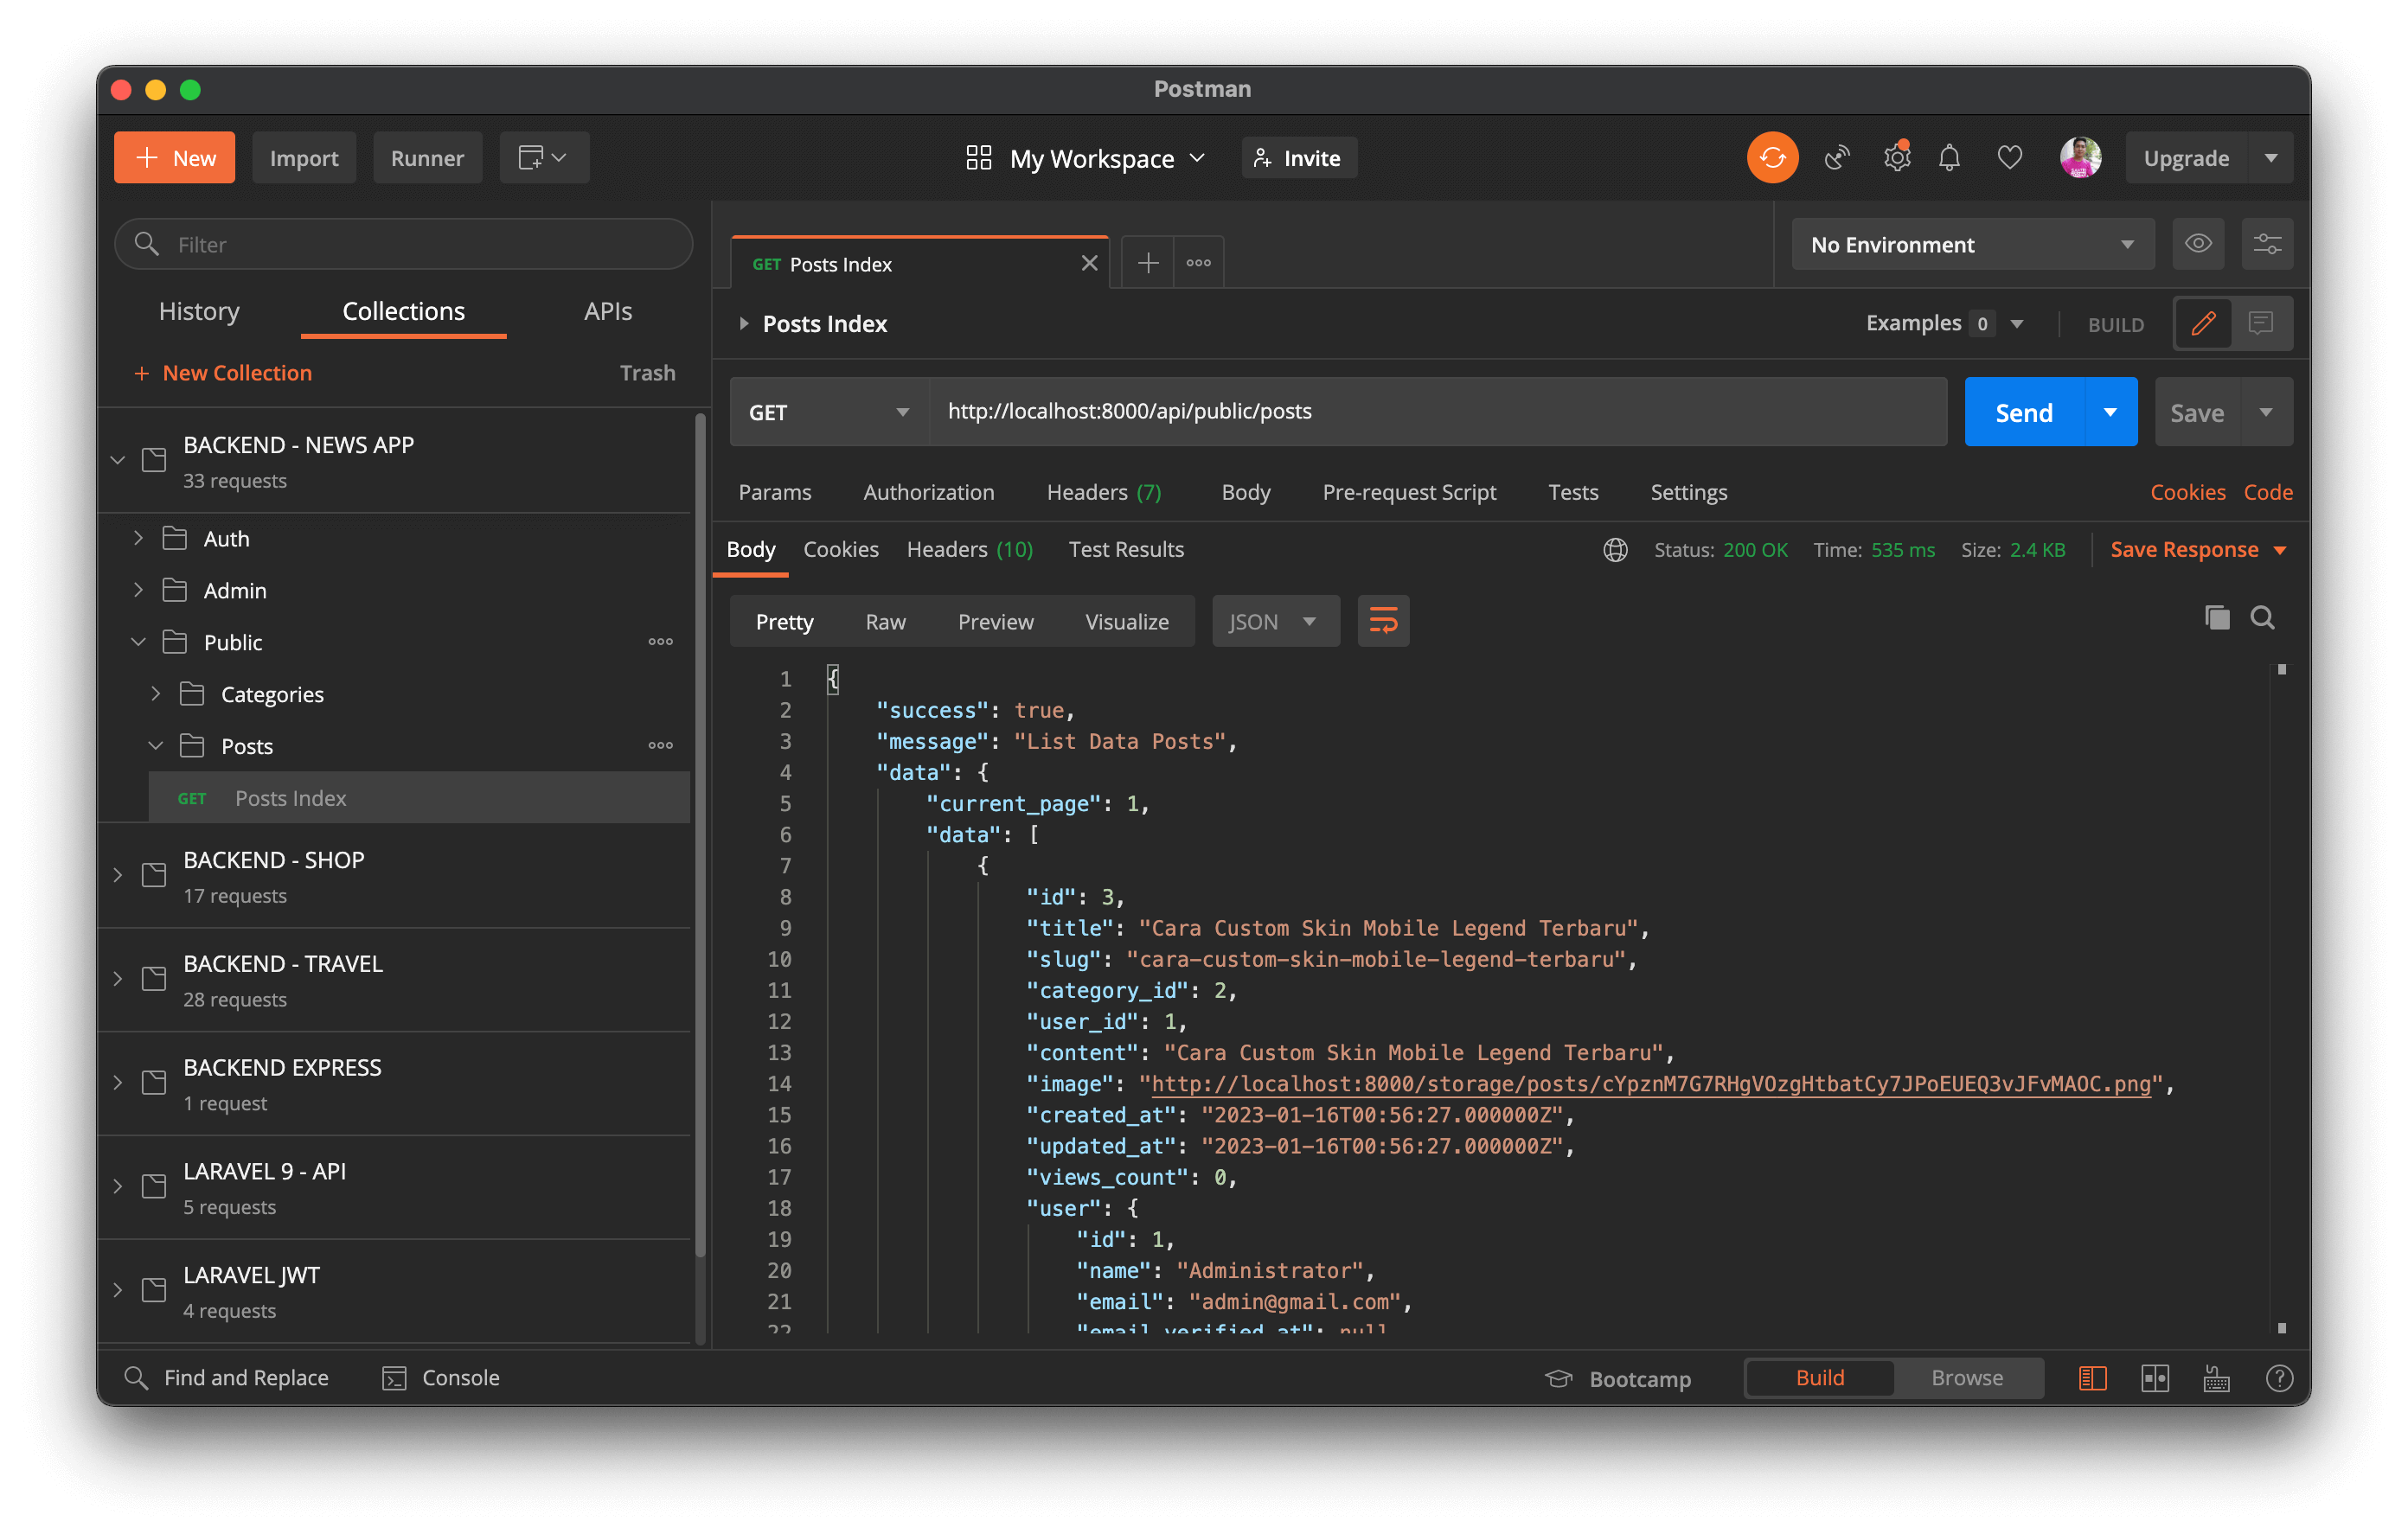 Postman
New
Import
Runner
My Workspace
Invite
Upgrade
Filter
History
Collections
APIs
+ New Collection
Trash
BACKEND - NEWS APP
33 requests
Auth
Admin
Public
Categories
Posts
GET Posts Index
BACKEND - SHOP
17 requests
BACKEND - TRAVEL
28 requests
BACKEND EXPRESS
1 request
LARAVEL 9 - API
5 requests
LARAVEL JWT
4 requests
GET Posts Index
No Environment
Posts Index
Examples 0
BUILD
GET
http://localhost:8000/api/public/posts
Send
Save
Params Authorization Headers (7) Body Pre-request Script Tests Settings Cookies Code
Body Cookies Headers (10) Test Results Status: 200 OK Time: 535 ms Size: 2.4 KB Save Response
Pretty Raw Preview Visualize JSON
1 {
2 "success": true,
3 "message": "List Data Posts",
4 "data": {
5 "current_page": 1,
6 "data": [
7 {
8 "id": 3,
9 "title": "Cara Custom Skin Mobile Legend Terbaru",
10 "slug": "cara-custom-skin-mobile-legend-terbaru",
11 "category_id": 2,
12 "user_id": 1,
13 "content": "Cara Custom Skin Mobile Legend Terbaru",
14 "image": "http://localhost:8000/storage/posts/cYpznM7G7RHgVOzgHtbatCy7JPoEUEQ3vJFvMAOC.png",
15 "created_at": "2023-01-16T00:56:27.000000Z",
16 "updated_at": "2023-01-16T00:56:27.000000Z",
17 "views_count": 0,
18 "user": {
19 "id": 1,
20 "name": "Administrator",
21 "email": "admin@gmail.com",
22 "email_verified_at": null
Find and Replace
Console
Bootcamp
Build
Browse